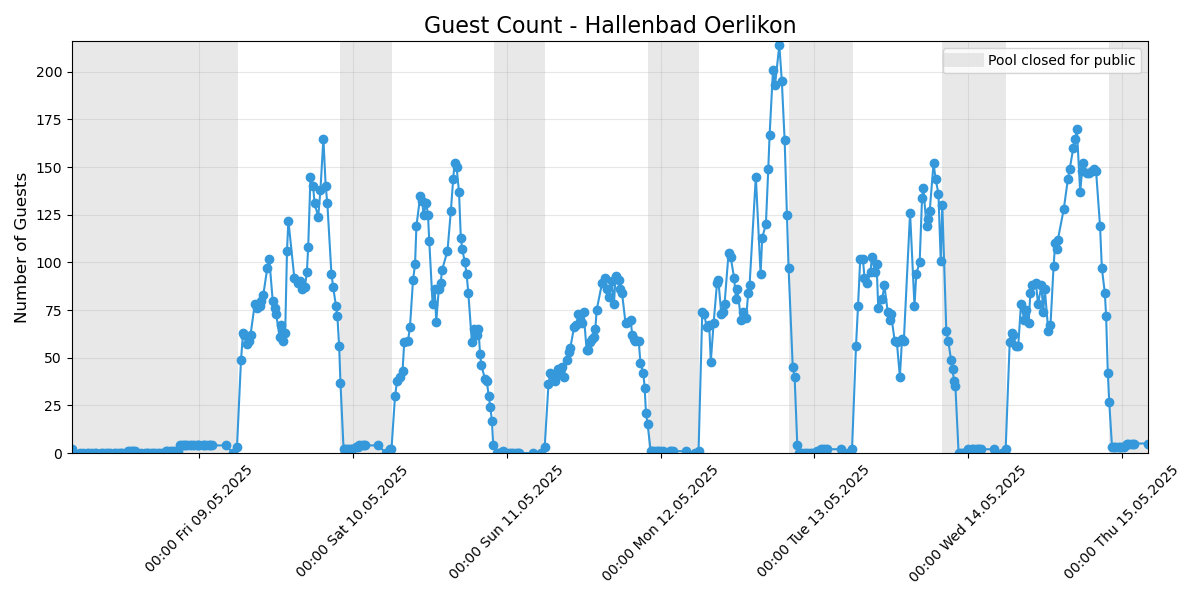 Guest Count - Hallenbad Oerlikon
Pool closed for public
Number of Guests
200
175
150
125
100
75
50
25
0
00:00 Fri 09.05.2025
00:00 Sat 10.05.2025
00:00 Sun 11.05.2025
00:00 Mon 12.05.2025
00:00 Tue 13.05.2025
00:00 Wed 14.05.2025
00:00 Thu 15.05.2025